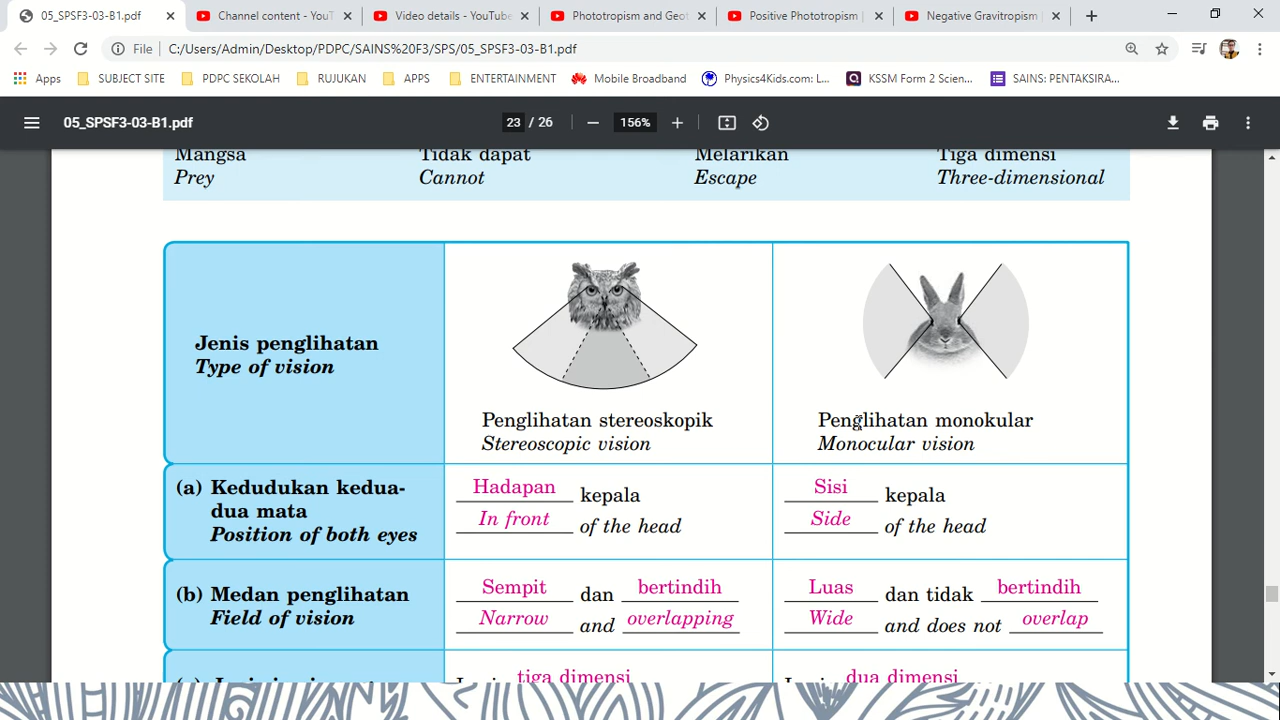 05_SPSF3-03-B1.pdf
Channel content - YouT
Video details - YouTube
Phototropism and Geot
Positive Phototropism
Negative Gravitropism
File
C:/Users/Admin/Desktop/PDPC/SAINS%20F3/SPS/05_SPSF3-03-B1.pdf
Apps
SUBJECT SITE
PDPC SEKOLAH
RUJUKAN
APPS
ENTERTAINMENT
Mobile Broadband
Physics4Kids.com: L...
KSSM Form 2 Scien...
SAINS: PENTAKSIRA...
05_SPSF3-03-B1.pdf
23 / 26
156%
Mangsa Tidak dapat Melarikan Tiga dimensi
Prey Cannot Escape Three-dimensional
Jenis penglihatan
Type of vision
Penglihatan stereoskopik
Stereoscopic vision
Penglihatan monokular
Monocular vision
(a) Kedudukan kedua-
dua mata
Position of both eyes
Hadapan kepala
In front of the head
Sisi kepala
Side of the head
(b) Medan penglihatan
Field of vision
Sempit dan bertindih
Narrow and overlapping
Luas dan tidak bertindih
Wide and does not overlap
tiga dimensi
dua dimensi